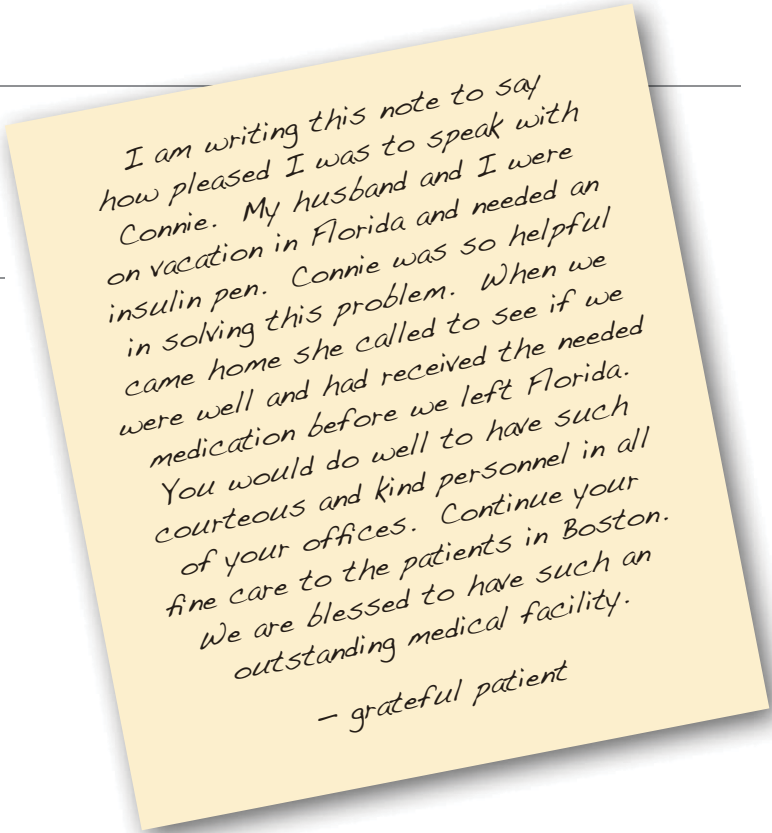 I am writing this note to say
how pleased I was to speak with
Connie. My husband and I were
on vacation in Florida and needed an
insulin pen. Connie was so helpful
in solving this problem. When we
came home she called to see if we
were well and had received the needed
medication before we left Florida.
You would do well to have such
courteous and kind personnel in all
of your offices. Continue your
fine care to the patients in Boston.
We are blessed to have such an
outstanding medical facility.
– grateful patient